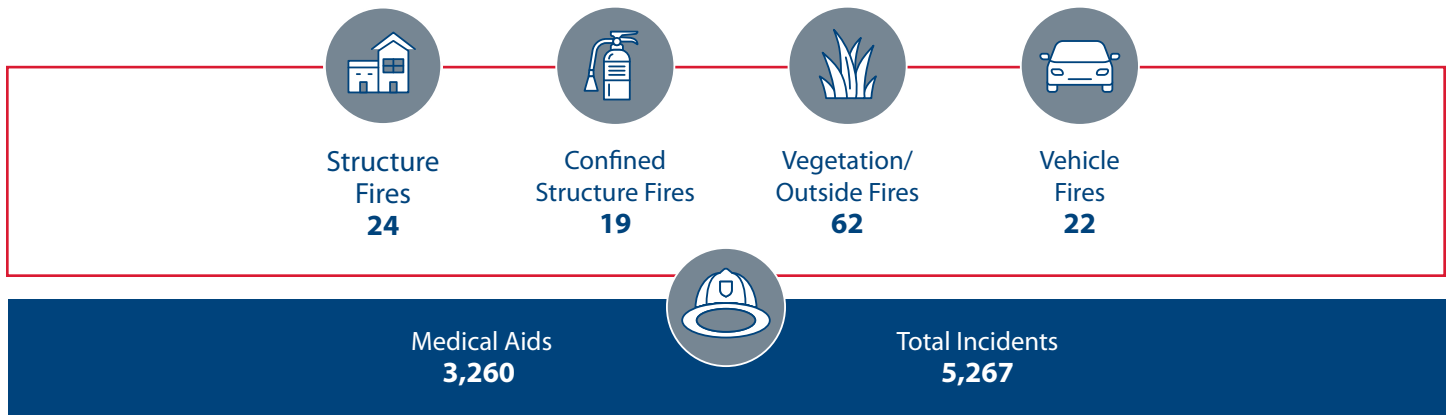 Structure
Fires
24
Confined
Structure Fires
19
Vegetation/
Outside Fires
62
Vehicle
Fires
22
Medical Aids
3,260
Total Incidents
5,267